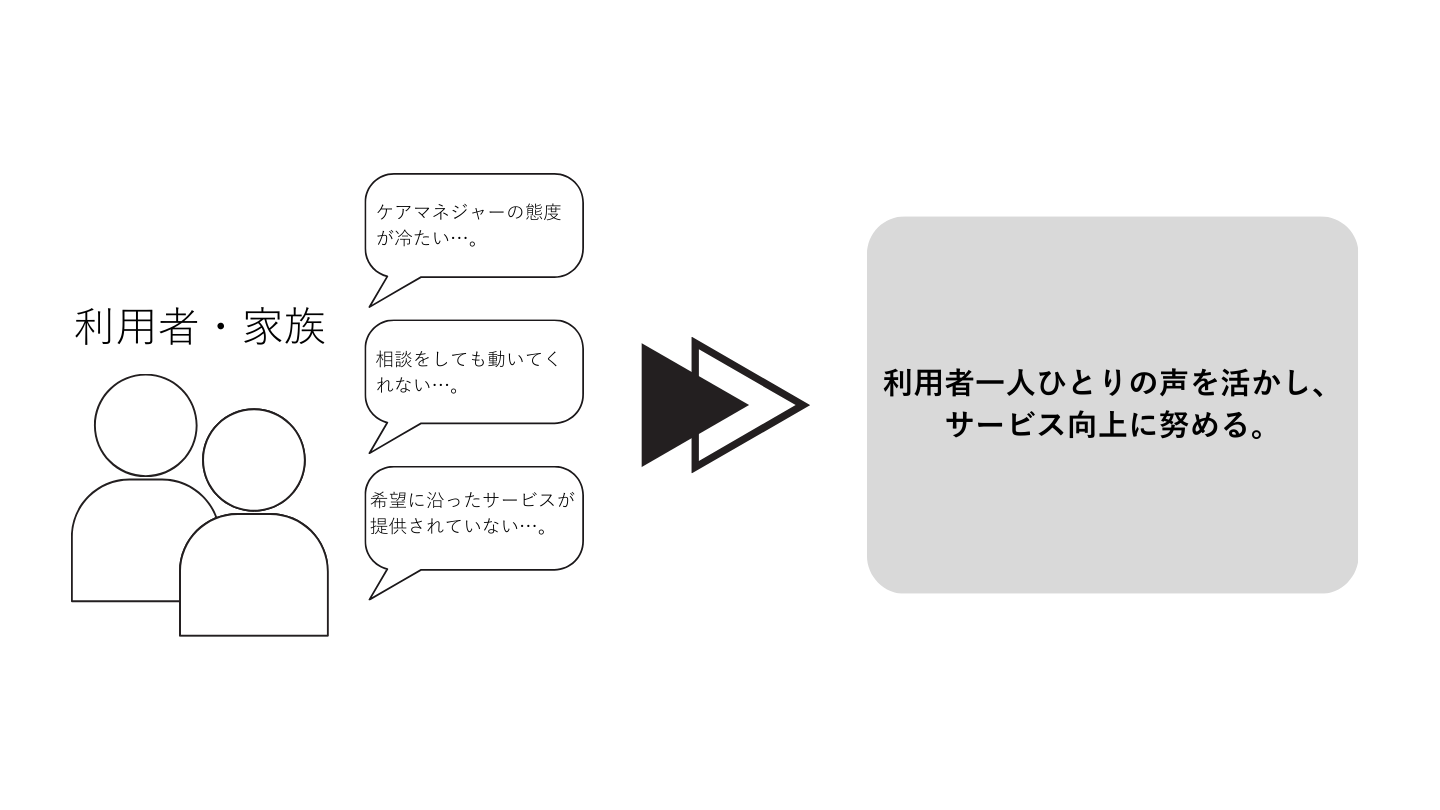 利用者・家族
ケアマネジャーの態度
が冷たい…。
相談をしても動いてく
れない…。
希望に沿ったサービスが
提供されていない…。
利用者一人ひとりの声を活かし、
サービス向上に努める。